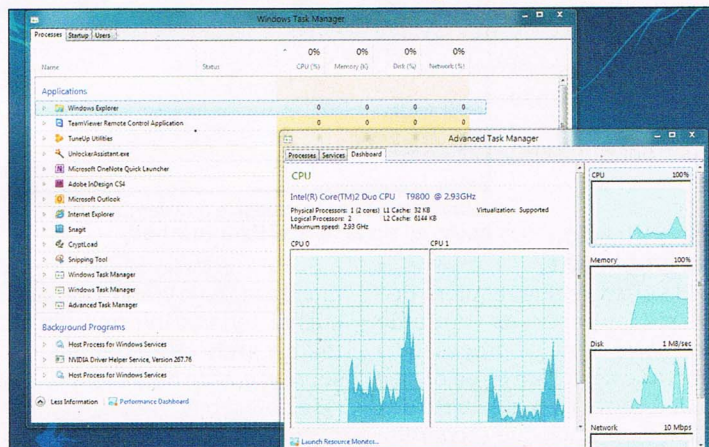 Windows Task Manager
Processes Startup Users
0% 0% 0% 0%
Name Status CPU (%) Memory (K) Disk (%) Network (%)
Applications
Windows Explorer 0 0 0 0
TeamViewer Remote Control Application 0 0 0 0
TuneUp Utilities
UnlockerAssistant.exe
Microsoft OneNote Quick Launcher
Adobe InDesign CS4
Microsoft Outlook
Internet Explorer
Snagit
CryptLoad
Snipping Tool
Windows Task Manager
Windows Task Manager
Advanced Task Manager
Background Programs
Host Process for Windows Services
NVIDIA Driver Helper Service, Version 267.76
Host Process for Windows Services
Less Information Performance Dashboard
Advanced Task Manager
Processes Services Dashboard
CPU
Intel(R) Core(TM)2 Duo CPU T9800 @ 2.93GHz
Physical Processors: 1 (2 cores) L1 Cache: 32 KB Virtualization: Supported
Logical Processors: 2 L2 Cache: 6144 KB
Maximum speed: 2.93 GHz
CPU 0 CPU 1
Launch Resource Monitor...
CPU 100%
Memory 100%
Disk 1 MB/sec
Network 10 Mbps